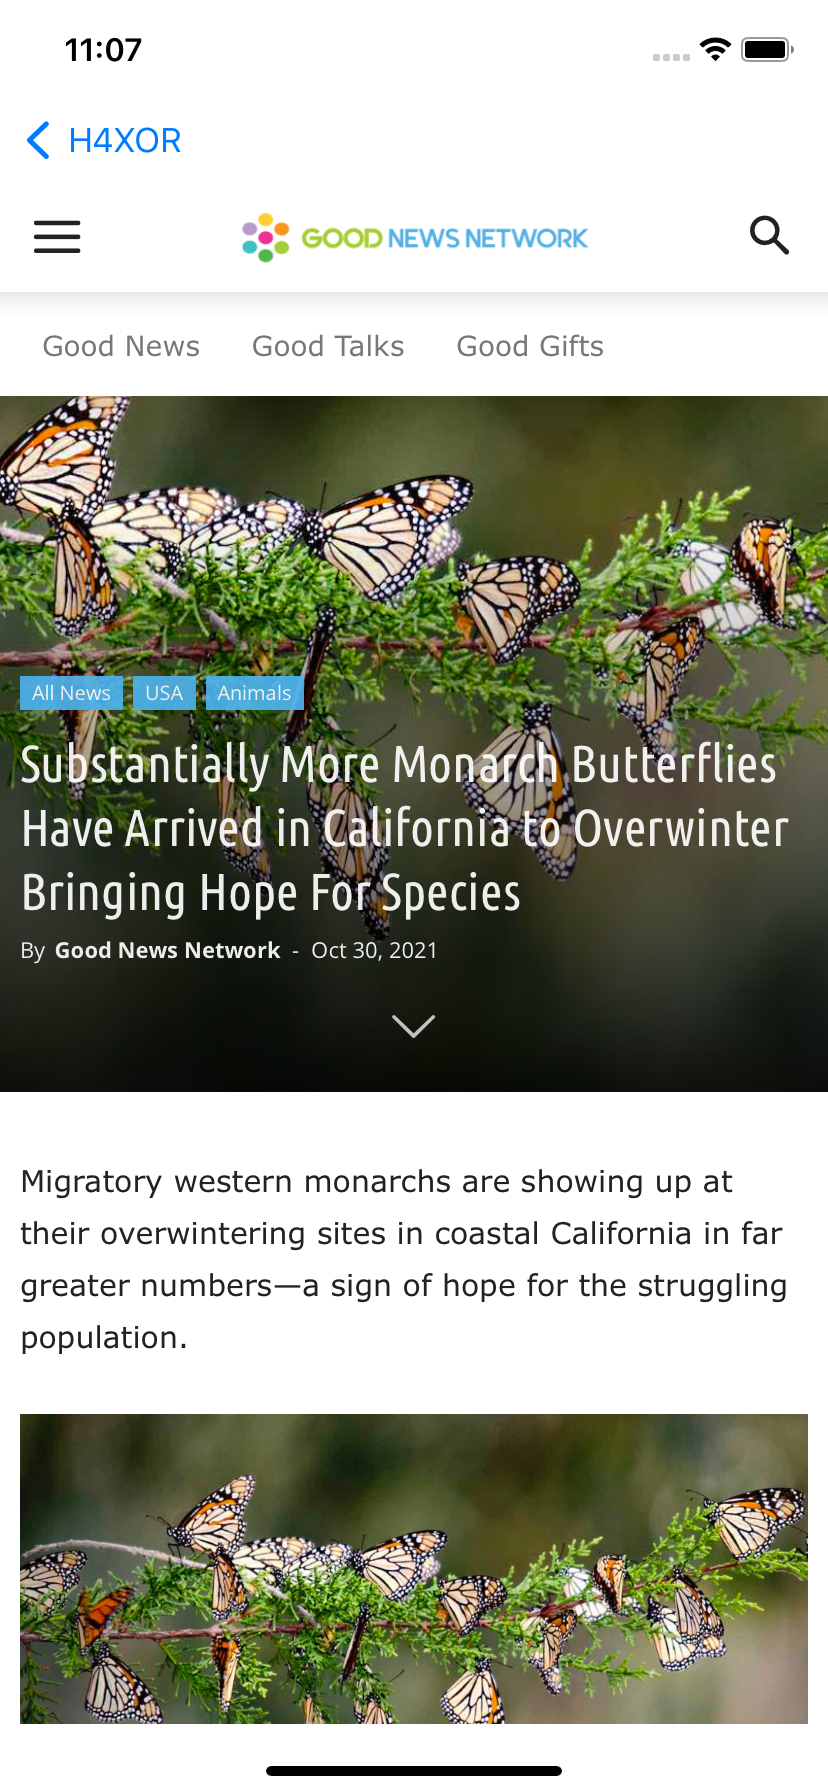 11:07
H4XOR
GOOD NEWS NETWORK
Good News Good Talks Good Gifts
All News USA Animals
Substantially More Monarch Butterflies
Have Arrived in California to Overwinter
Bringing Hope For Species
By Good News Network - Oct 30, 2021
Migratory western monarchs are showing up at
their overwintering sites in coastal California in far
greater numbers—a sign of hope for the struggling
population.